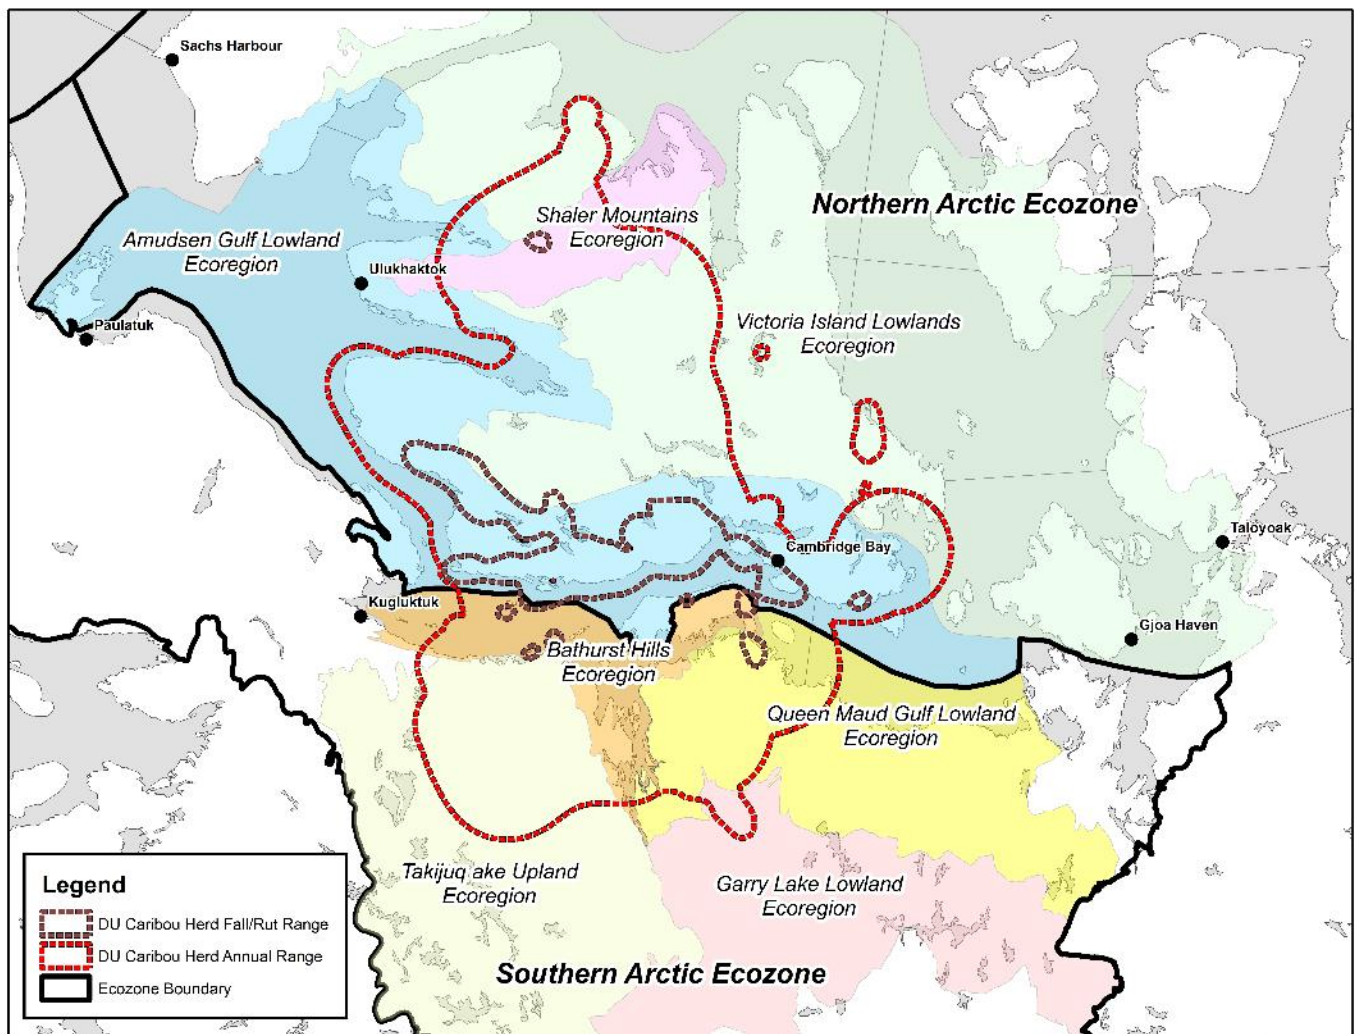 Sachs Harbour
Northern Arctic Ecozone
Shaler Mountains
Ecoregion
Amudsen Gulf Lowland
Ecoregion
Ulukhaktok
Paulatuk
Victoria Island Lowlands
Ecoregion
Taloyoak
Cambridge Bay
Kugluktuk
Gjoa Haven
Bathurst Hills
Ecoregion
Queen Maud Gulf Lowland
Ecoregion
Takijuq ake Upland
Ecoregion
Garry Lake Lowland
Ecoregion
Southern Arctic Ecozone
Legend
DU Caribou Herd Fall/Rut Range
DU Caribou Herd Annual Range
Ecozone Boundary